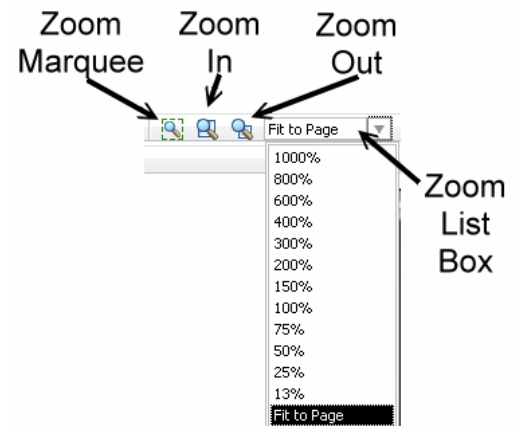 Zoom
Marquee
Zoom
In
Zoom
Out
Fit to Page
1000%
800%
600%
400%
300%
200%
150%
100%
75%
50%
25%
13%
Fit to Page
Zoom
List
Box